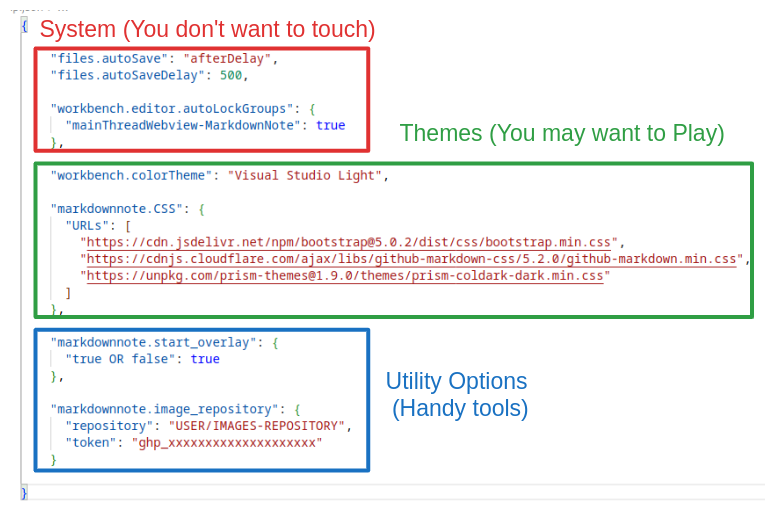 {
System (You don't want to touch)
"files.autoSave": "afterDelay",
"files.autoSaveDelay": 500,
"workbench.editor.autoLockGroups": {
"mainThreadWebview-MarkdownNote": true
},
Themes (You may want to Play)
"workbench.colorTheme": "Visual Studio Light",
"markdownnote.CSS": {
"URLs": [
"https://cdn.jsdelivr.net/npm/bootstrap@5.0.2/dist/css/bootstrap.min.css",
"https://cdnjs.cloudflare.com/ajax/libs/github-markdown-css/5.2.0/github-markdown.min.css",
"https://unpkg.com/prism-themes@1.9.0/themes/prism-coldark-dark.min.css"
]
},
"markdownnote.start_overlay": {
"true OR false": true
},
"markdownnote.image_repository": {
"repository": "USER/IMAGES-REPOSITORY",
"token": "ghp_xxxxxxxxxxxxxxxxxxxx"
}
Utility Options
(Handy tools)
}